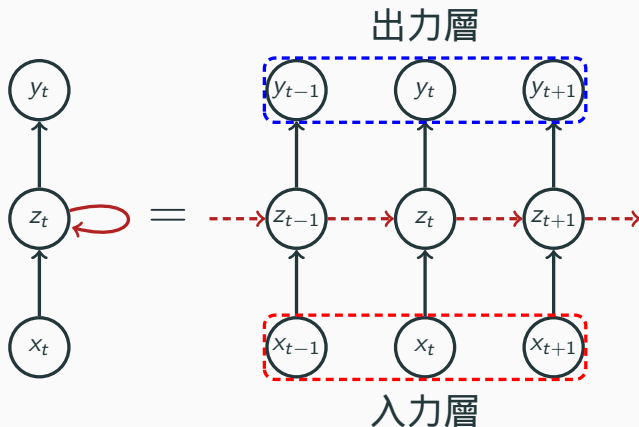 出力層
y_t
y_{t−1} y_t y_{t+1}
z_t = z_{t−1} z_t z_{t+1}
x_t
x_{t−1} x_t x_{t+1}
入力層